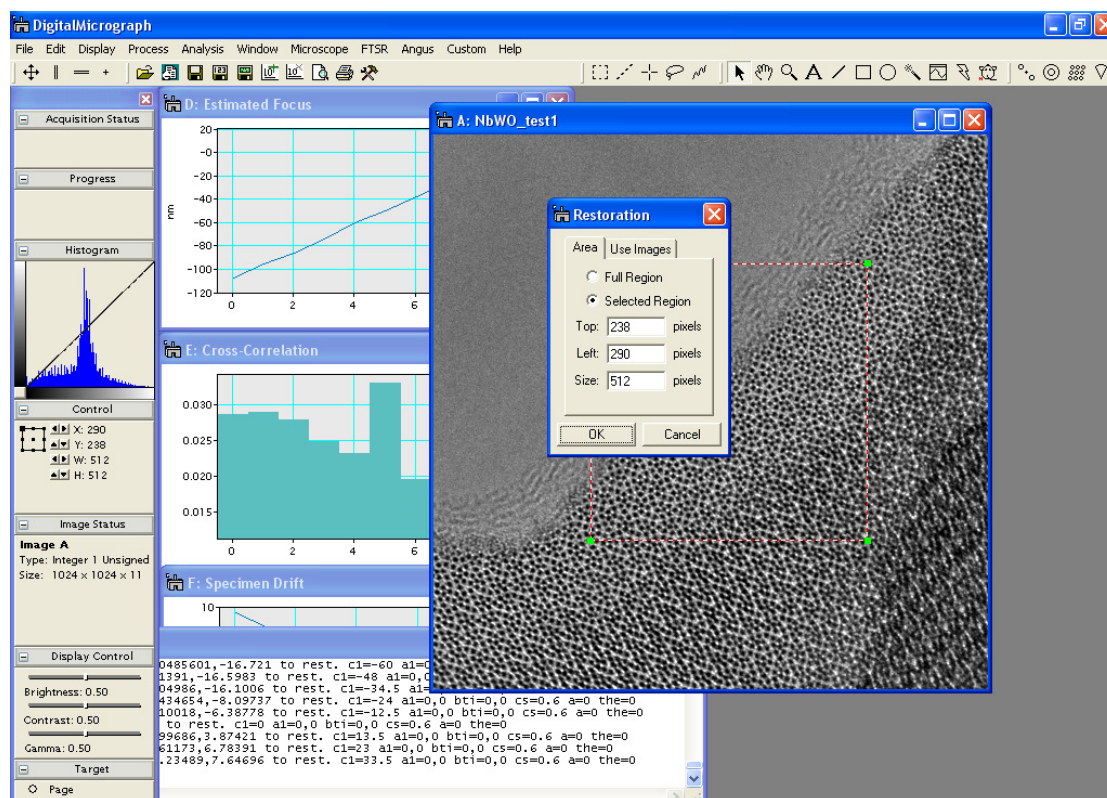 DigitalMicrograph
File Edit Display Process Analysis Window Microscope FTSR Angus Custom Help
Acquisition Status
Progress
Histogram
Control
X: 290
Y: 238
W: 512
H: 512
Image Status
Image A
Type: Integer 1 Unsigned
Size: 1024 x 1024 x 11
Display Control
Brightness: 0.50
Contrast: 0.50
Gamma: 0.50
Target
Page
D: Estimated Focus
20
-0
-20
-40
-60
-80
-100
-120
nm
0 2 4 6
E: Cross-Correlation
0.030
0.025
0.020
0.015
0 2 4 6
F: Specimen Drift
10
0485601,-16.721 to rest. c1=-60 a1=0
1391,-16.5983 to rest. c1=-48 a1=0,0
04986,-16.1006 to rest. c1=-34.5 a1=
434654,-8.09737 to rest. c1=-24 a1=0,0 bti=0,0 cs=0.6 a=0 the=0
10018,-6.38778 to rest. c1=-12.5 a1=0,0 bti=0,0 cs=0.6 a=0 the=0
to rest. c1=0 a1=0,0 bti=0,0 cs=0.6 a=0 the=0
99686,3.87421 to rest. c1=13.5 a1=0,0 bti=0,0 cs=0.6 a=0 the=0
61173,6.78391 to rest. c1=23 a1=0,0 bti=0,0 cs=0.6 a=0 the=0
.23489,7.64696 to rest. c1=33.5 a1=0,0 bti=0,0 cs=0.6 a=0 the=0
A: NbWO_test1
Restoration
Area Use Images
Full Region
Selected Region
Top: 238 pixels
Left: 290 pixels
Size: 512 pixels
OK Cancel